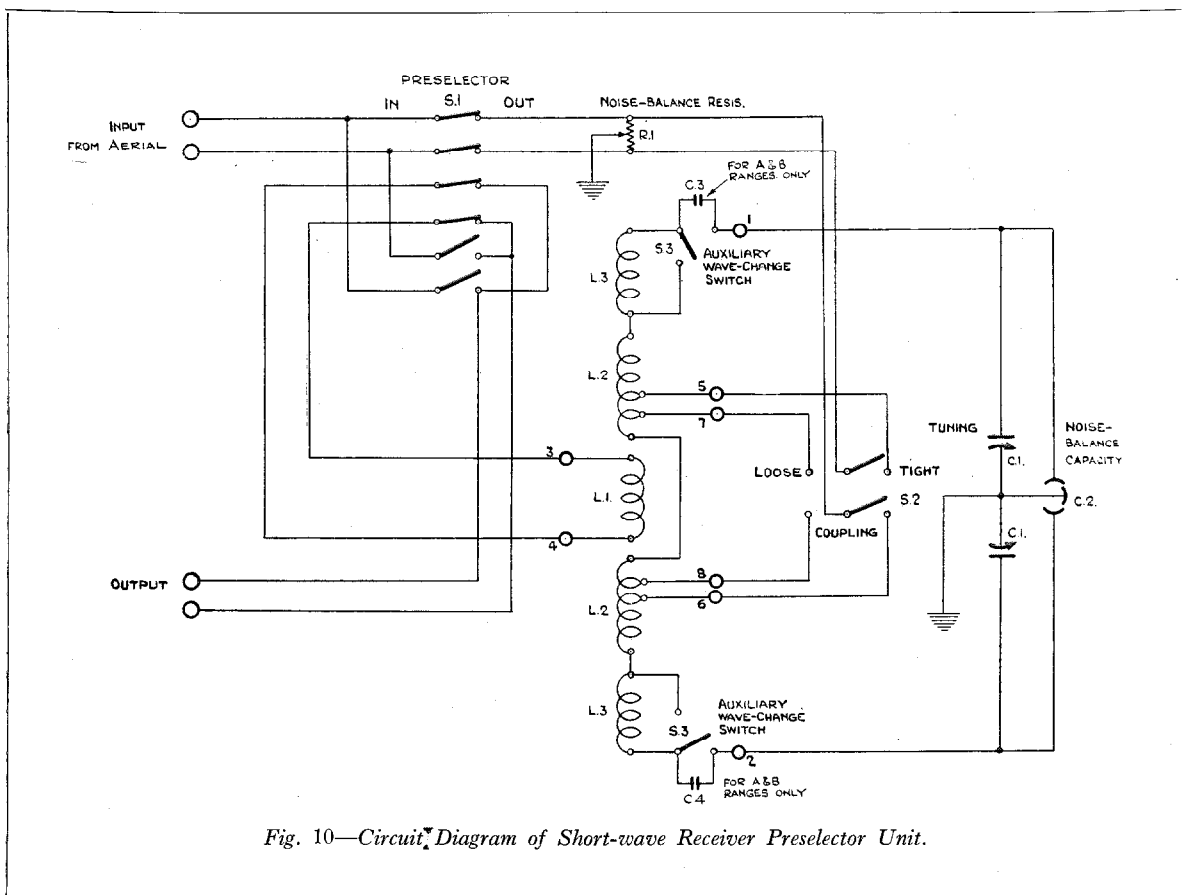 PRESELECTOR
IN S.1 OUT
NOISE-BALANCE RESIS.
INPUT
FROM AERIAL
R.1
FOR A & B
RANGES ONLY
C.3
1
S.3
AUXILIARY
WAVE-CHANGE
SWITCH
L.3
L.2
5
7
TUNING
C.1.
NOISE-
BALANCE
CAPACITY
C.2.
3
LOOSE
TIGHT
S.2
COUPLING
L.1.
4
C.1.
OUTPUT
8
6
L.2
L.3
AUXILIARY
WAVE-CHANGE
SWITCH
S.3
2
C4
FOR A & B
RANGES ONLY
Fig. 10—Circuit Diagram of Short-wave Receiver Preselector Unit.